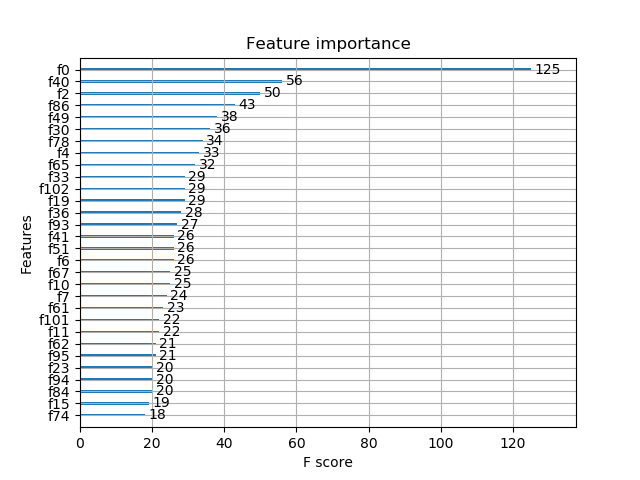 Feature importance
f0 125
f40 56
f2 50
f86 43
f49 38
f30 36
f78 34
f4 33
f65 32
f33 29
f102 29
f19 29
f36 28
f93 27
f41 26
f51 26
f6 26
f67 25
f10 25
f7 24
f61 23
f101 22
f11 22
f62 21
f95 21
f23 20
f94 20
f84 20
f15 19
f74 18
Features
0 20 40 60 80 100 120
F score